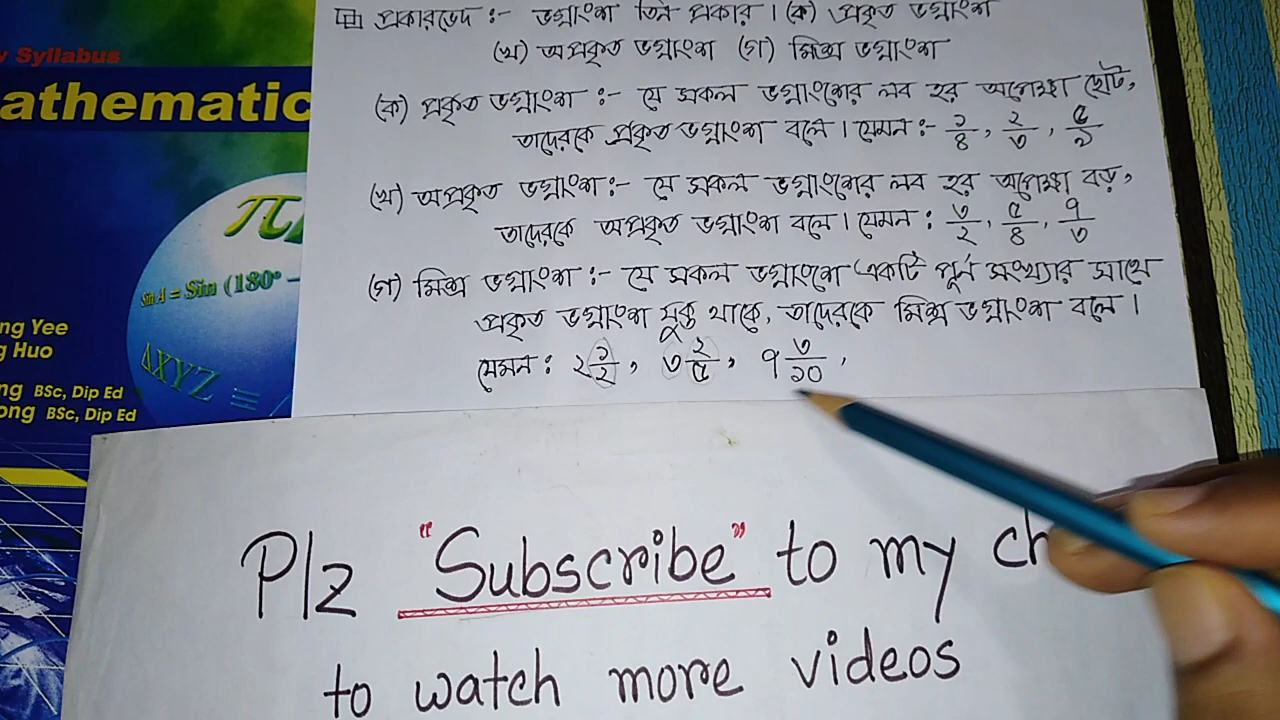 প্রকারভেদ :- ভগ্নাংশ তিন প্রকার। (ক) প্রকৃত ভগ্নাংশ
(খ) অপ্রকৃত ভগ্নাংশ (গ) মিশ্র ভগ্নাংশ
(ক) প্রকৃত ভগ্নাংশ :- যে সকল ভগ্নাংশের লব হর অপেক্ষা ছোট,
তাদেরকে প্রকৃত ভগ্নাংশ বলে। যেমন :- ১/৪, ২/৩, ৫/৯
(খ) অপ্রকৃত ভগ্নাংশ :- যে সকল ভগ্নাংশের লব হর অপেক্ষা বড়,
তাদেরকে অপ্রকৃত ভগ্নাংশ বলে। যেমন : ৩/২, ৫/৪, ৭/৩
(গ) মিশ্র ভগ্নাংশ :- যে সকল ভগ্নাংশে একটি পূর্ন সংখ্যার সাথে
প্রকৃত ভগ্নাংশ যুক্ত থাকে, তাদেরকে মিশ্র ভগ্নাংশ বলে।
যেমন : ২ ১/২, ৩ ২/৫, ৭ ৩/১০,
Syllabus
athematic
π
Sin A = Sin (180° -
ΔXYZ ≡
ng Yee
g Huo
ng BSc, Dip Ed
ong BSc, Dip Ed
Plz "Subscribe" to my ch
to watch more videos